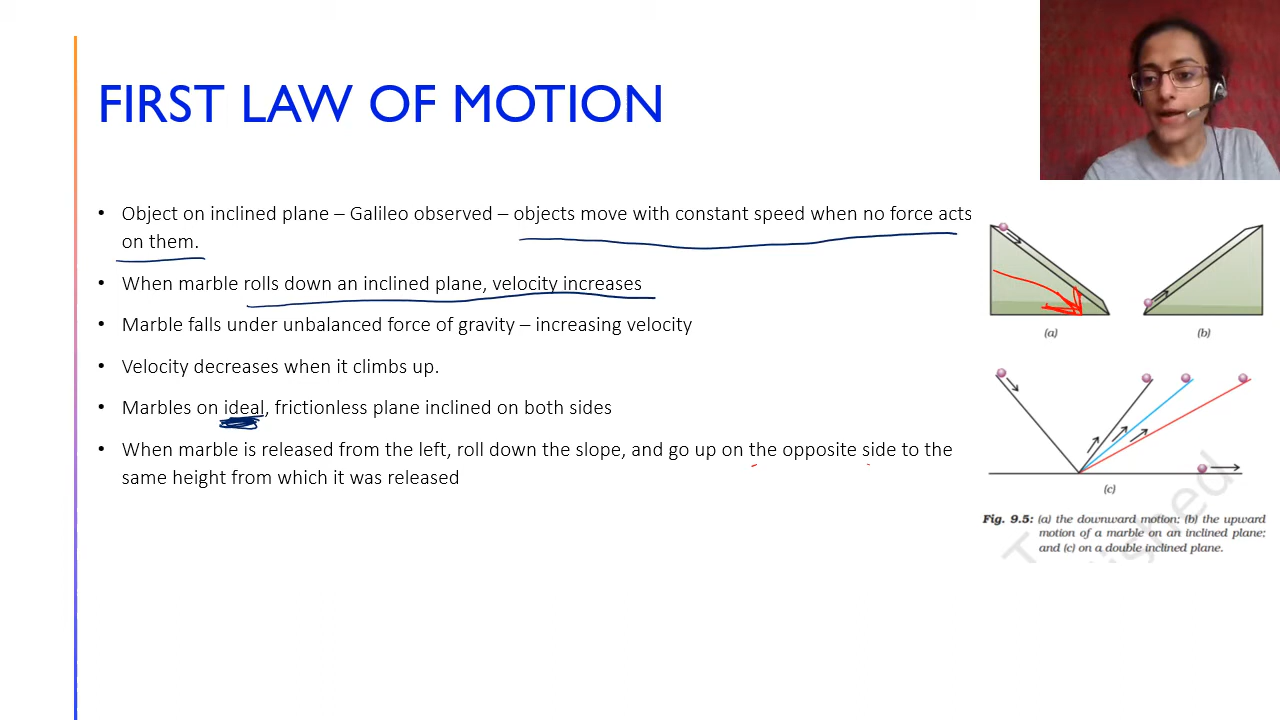 FIRST LAW OF MOTION
• Object on inclined plane – Galileo observed – objects move with constant speed when no force acts
on them.
• When marble rolls down an inclined plane, velocity increases
• Marble falls under unbalanced force of gravity – increasing velocity
• Velocity decreases when it climbs up.
• Marbles on ideal, frictionless plane inclined on both sides
• When marble is released from the left, roll down the slope, and go up on the opposite side to the
same height from which it was released
(a)
(b)
(c)
Fig. 9.5: (a) the downward motion; (b) the upward
motion of a marble on an inclined plane;
and (c) on a double inclined plane.